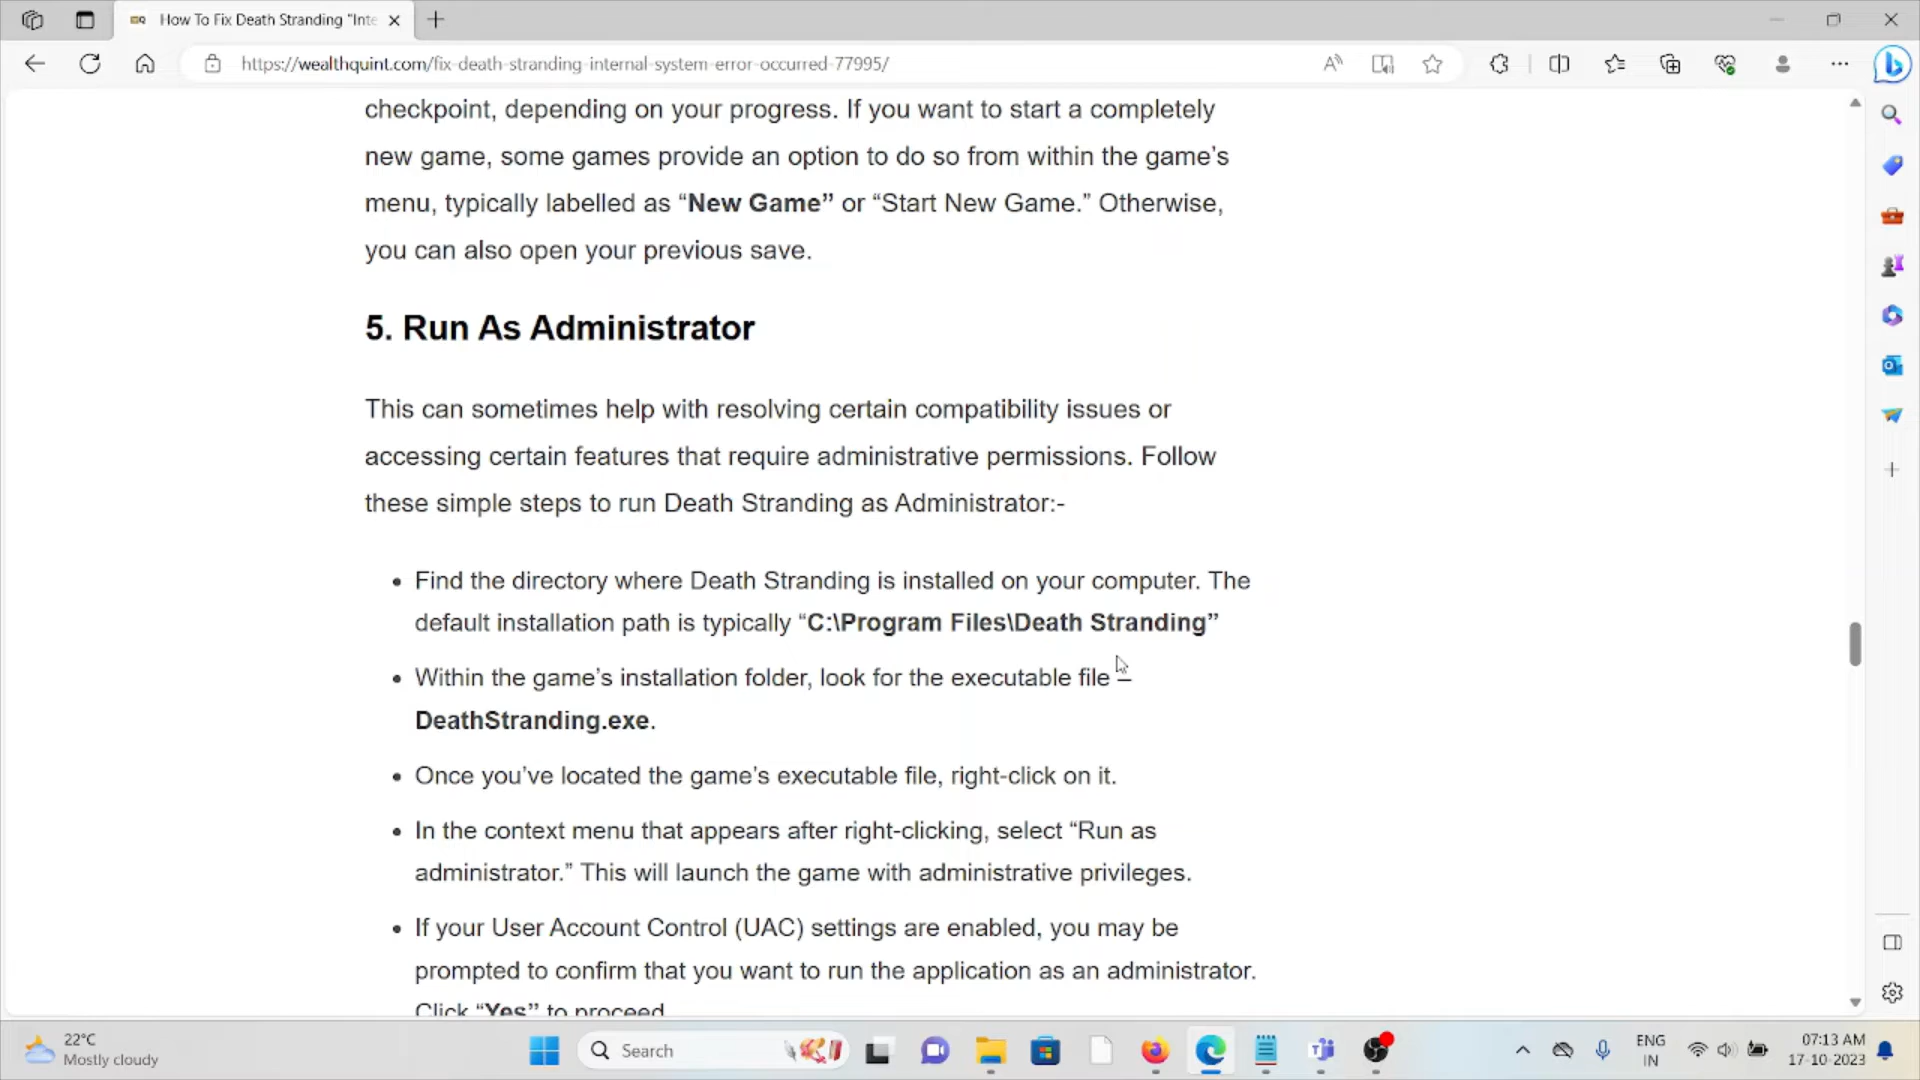 How To Fix Death Stranding "Inte
https://wealthquint.com/fix-death-stranding-internal-system-error-occurred-77995/
checkpoint, depending on your progress. If you want to start a completely
new game, some games provide an option to do so from within the game’s
menu, typically labelled as “New Game” or “Start New Game.” Otherwise,
you can also open your previous save.
5. Run As Administrator
This can sometimes help with resolving certain compatibility issues or
accessing certain features that require administrative permissions. Follow
these simple steps to run Death Stranding as Administrator:-
• Find the directory where Death Stranding is installed on your computer. The
default installation path is typically “C:\Program Files\Death Stranding”
• Within the game’s installation folder, look for the executable file –
DeathStranding.exe.
• Once you’ve located the game’s executable file, right-click on it.
• In the context menu that appears after right-clicking, select “Run as
administrator.” This will launch the game with administrative privileges.
• If your User Account Control (UAC) settings are enabled, you may be
prompted to confirm that you want to run the application as an administrator.
Click “Yes” to proceed
22°C
Mostly cloudy
Search
ENG
IN
07:13 AM
17-10-2023